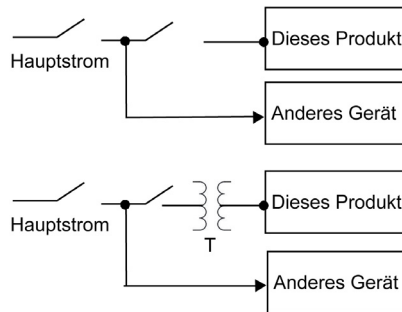 Dieses Produkt
Hauptstrom
Anderes Gerät
Dieses Produkt
Hauptstrom
T
Anderes Gerät